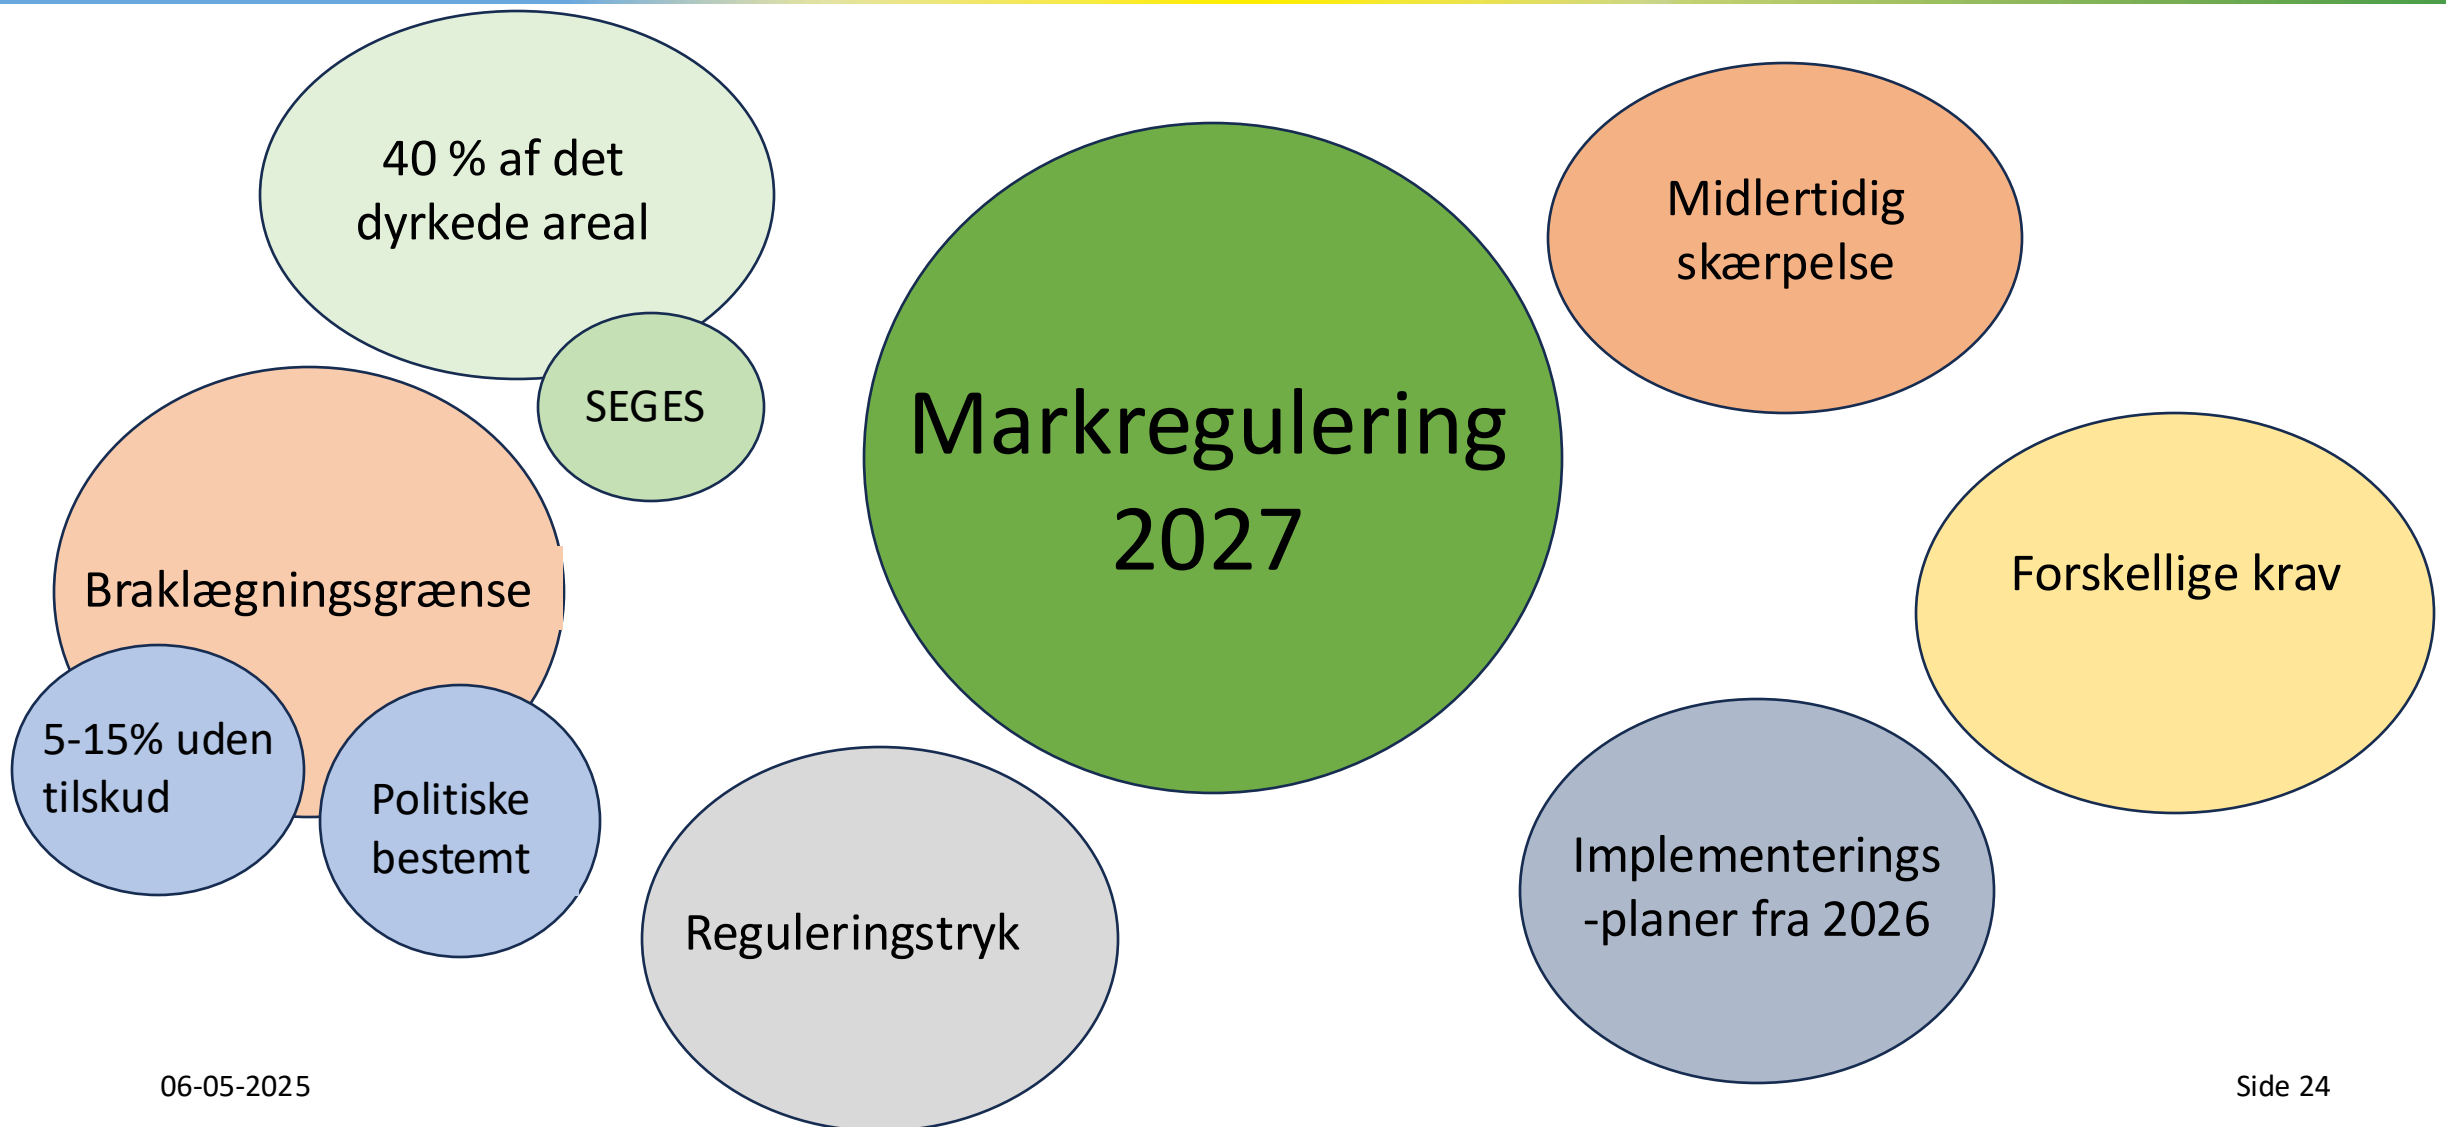 40 % af det
dyrkede areal
SEGES
Braklægningsgrænse
5-15% uden
tilskud
Politiske
bestemt
Markregulering
2027
Reguleringstryk
Midlertidig
skærpelse
Forskellige krav
Implementerings
-planer fra 2026
06-05-2025
Side 24